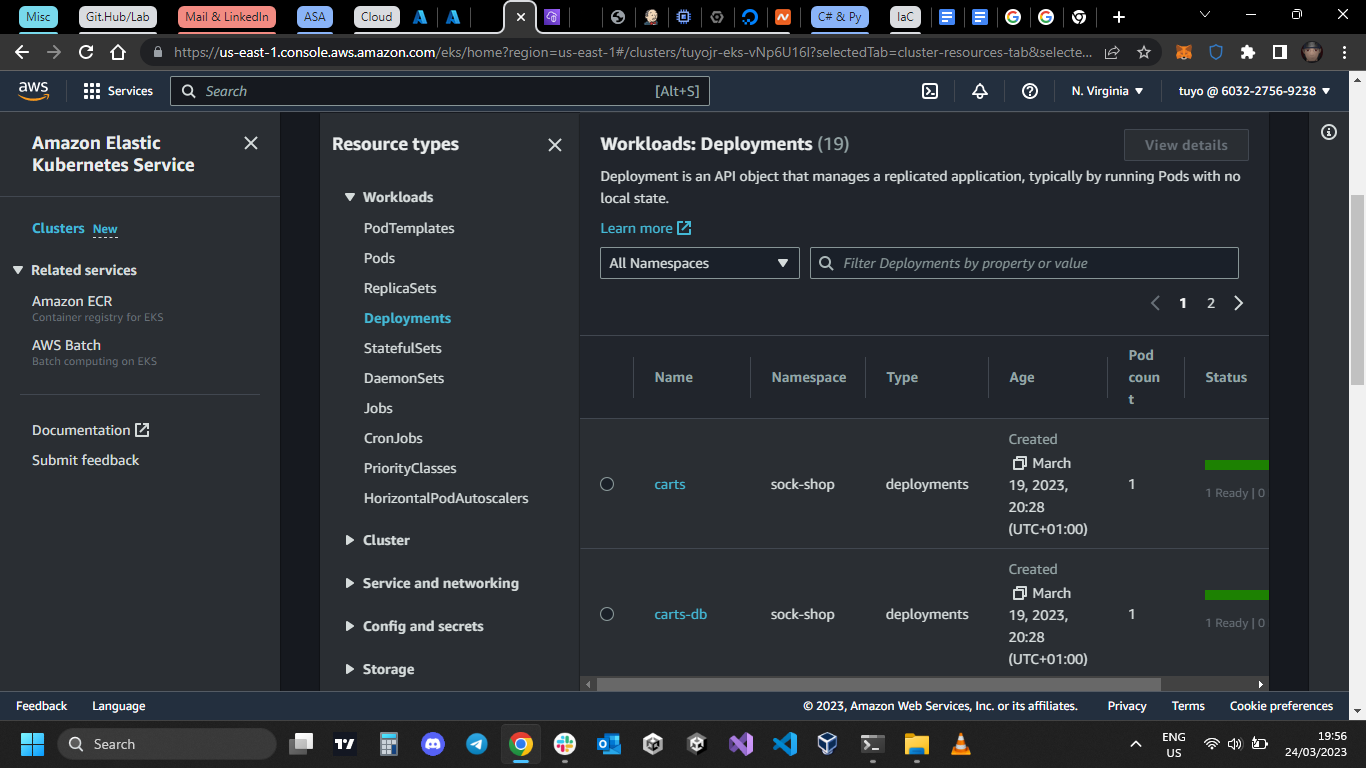 Misc
Git.Hub/Lab
Mail & LinkedIn
ASA
Cloud
C# & Py
IaC
https://us-east-1.console.aws.amazon.com/eks/home?region=us-east-1#/clusters/tuyojr-eks-vNp6U16I?selectedTab=cluster-resources-tab&selecte...
aws
Services
Search
[Alt+S]
N. Virginia
tuyo @ 6032-2756-9238
Amazon Elastic
Kubernetes Service
Clusters New
Related services
Amazon ECR
Container registry for EKS
AWS Batch
Batch computing on EKS
Documentation
Submit feedback
Resource types
Workloads
PodTemplates
Pods
ReplicaSets
Deployments
StatefulSets
DaemonSets
Jobs
CronJobs
PriorityClasses
HorizontalPodAutoscalers
Cluster
Service and networking
Config and secrets
Storage
Workloads: Deployments (19)
View details
Deployment is an API object that manages a replicated application, typically by running Pods with no
local state.
Learn more
All Namespaces
Filter Deployments by property or value
1 2
Name
Namespace
Type
Age
Pod
coun
t
Status
carts
sock-shop
deployments
Created
March
19, 2023,
20:28
(UTC+01:00)
1
1 Ready | 0
carts-db
sock-shop
deployments
Created
March
19, 2023,
20:28
(UTC+01:00)
1
1 Ready | 0
Feedback
Language
© 2023, Amazon Web Services, Inc. or its affiliates.
Privacy
Terms
Cookie preferences
Search
ENG
US
19:56
24/03/2023